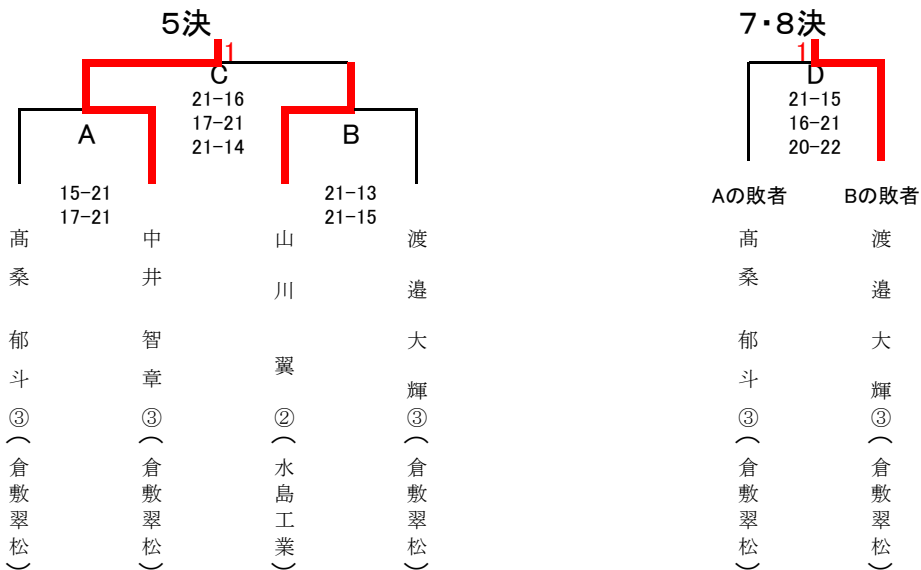 5決
1
C
21-16
17-21
21-14
A
15-21
17-21
B
21-13
21-15
髙桑 郁斗③(倉敷翠松)
中井 智章③(倉敷翠松)
山川 翼②(水島工業)
渡邉 大輝③(倉敷翠松)
7・8決
1
D
21-15
16-21
20-22
Aの敗者
Bの敗者
髙桑 郁斗③(倉敷翠松)
渡邉 大輝③(倉敷翠松)